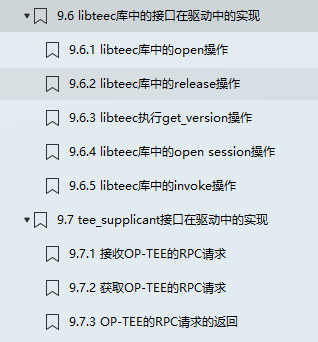 9.6 libteec库中的接口在驱动中的实现
9.6.1 libteec库中的open操作
9.6.2 libteec库中的release操作
9.6.3 libteec执行get_version操作
9.6.4 libteec库中的open session操作
9.6.5 libteec库中的invoke操作
9.7 tee_supplicant接口在驱动中的实现
9.7.1 接收OP-TEE的RPC请求
9.7.2 获取OP-TEE的RPC请求
9.7.3 OP-TEE的RPC请求的返回